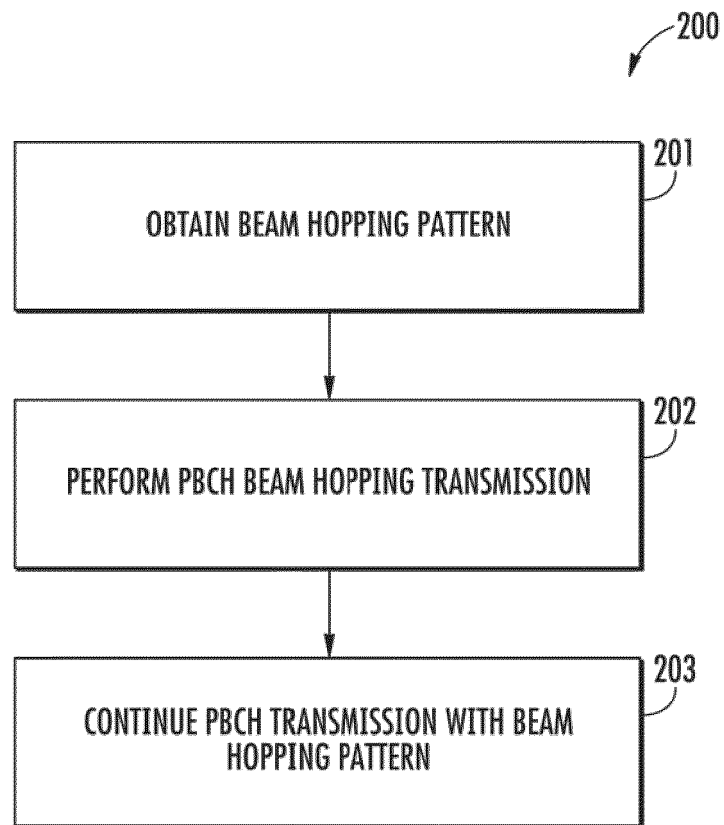 200
201
OBTAIN BEAM HOPPING PATTERN
202
PERFORM PBCH BEAM HOPPING TRANSMISSION
203
CONTINUE PBCH TRANSMISSION WITH BEAM
HOPPING PATTERN